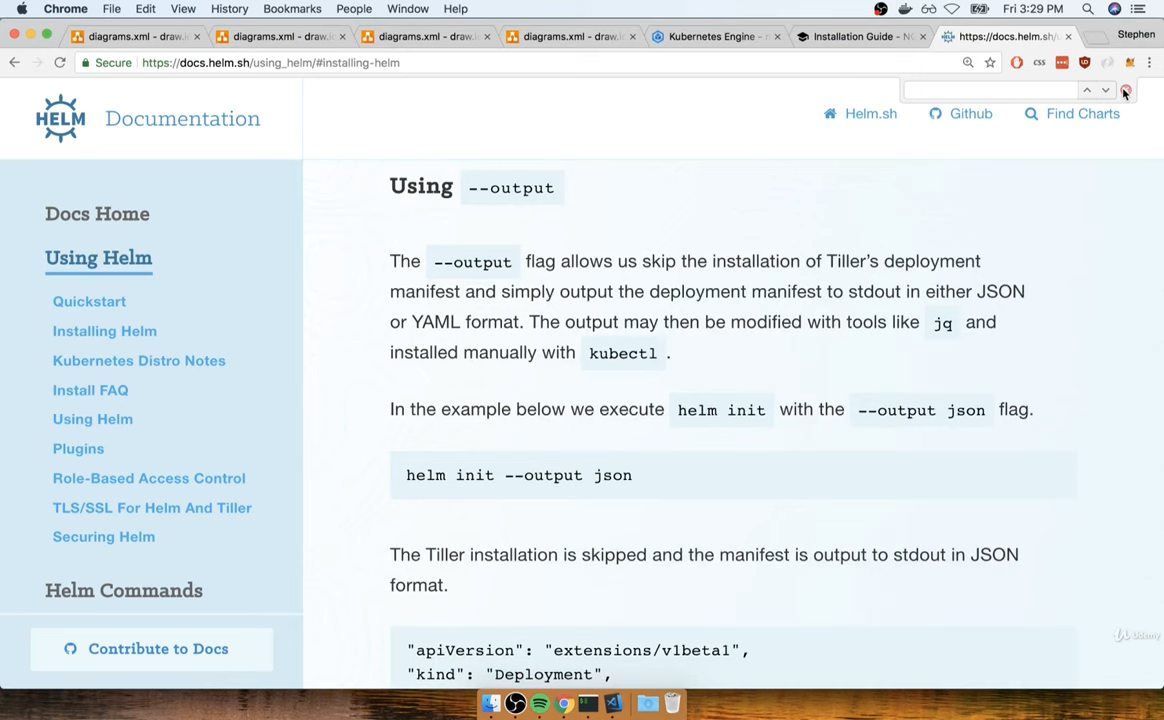 Chrome File Edit View History Bookmarks People Window Help Fri 3:29 PM
diagrams.xml - draw.i diagrams.xml - draw.i diagrams.xml - draw.i diagrams.xml - draw.i Kubernetes Engine - Installation Guide - https://docs.helm.sh/ Stephen
Secure https://docs.helm.sh/using_helm/#installing-helm
HELM Documentation
Helm.sh Github Find Charts
Docs Home
Using Helm
Quickstart
Installing Helm
Kubernetes Distro Notes
Install FAQ
Using Helm
Plugins
Role-Based Access Control
TLS/SSL For Helm And Tiller
Securing Helm
Helm Commands
Contribute to Docs
Using --output
The --output flag allows us skip the installation of Tiller's deployment
manifest and simply output the deployment manifest to stdout in either JSON
or YAML format. The output may then be modified with tools like jq and
installed manually with kubectl .
In the example below we execute helm init with the --output json flag.
helm init --output json
The Tiller installation is skipped and the manifest is output to stdout in JSON
format.
"apiVersion": "extensions/v1beta1",
"kind": "Deployment",
Udemy